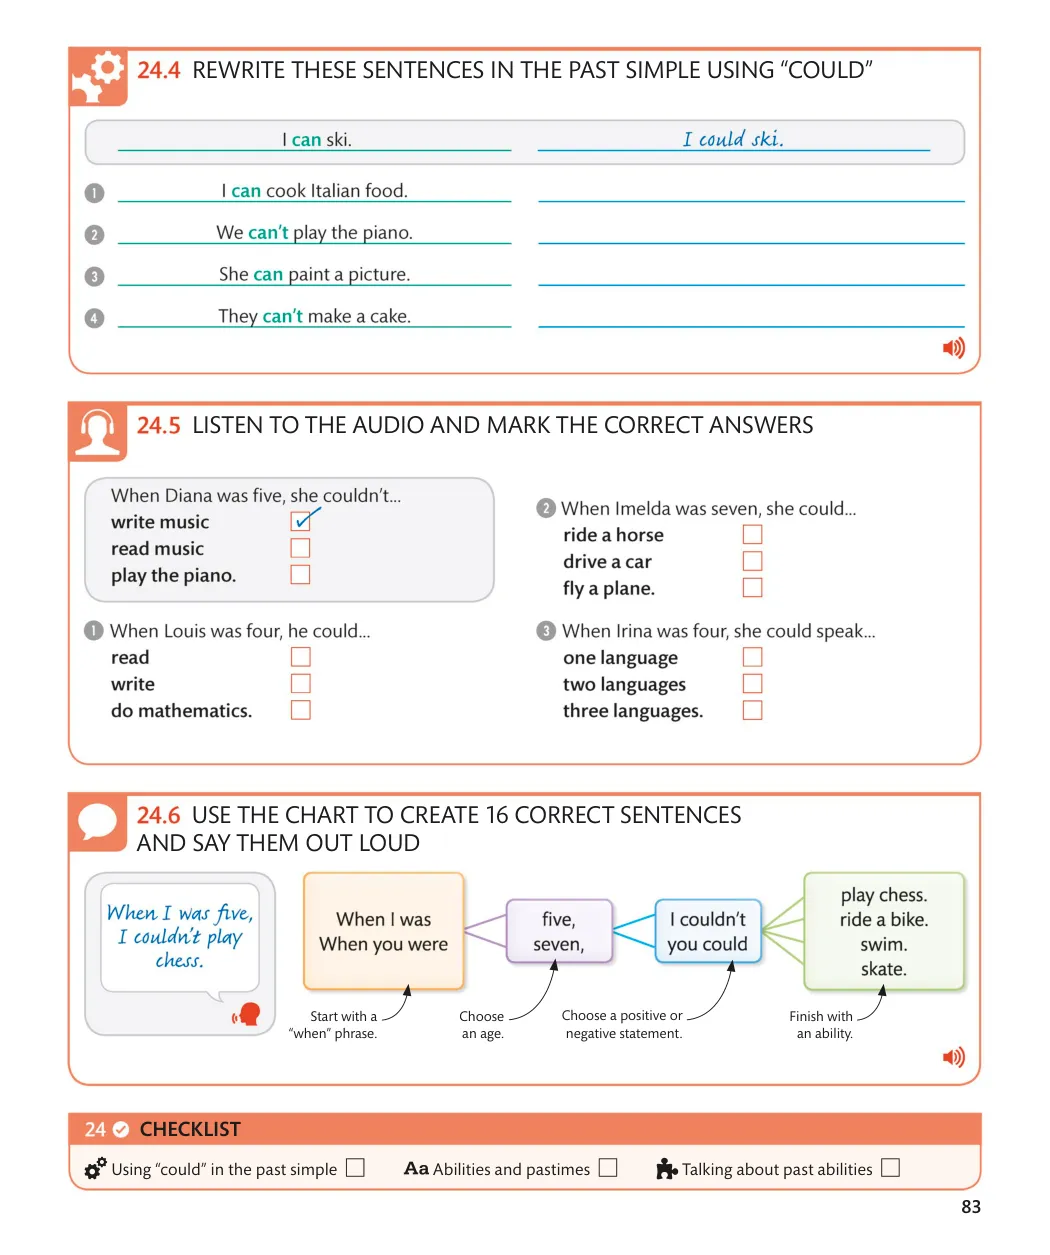 24.4 REWRITE THESE SENTENCES IN THE PAST SIMPLE USING “COULD”
I can ski. I could ski.
1 I can cook Italian food.
2 We can’t play the piano.
3 She can paint a picture.
4 They can’t make a cake.
24.5 LISTEN TO THE AUDIO AND MARK THE CORRECT ANSWERS
When Diana was five, she couldn’t...
write music
read music
play the piano.
1 When Louis was four, he could...
read
write
do mathematics.
2 When Imelda was seven, she could...
ride a horse
drive a car
fly a plane.
3 When Irina was four, she could speak...
one language
two languages
three languages.
24.6 USE THE CHART TO CREATE 16 CORRECT SENTENCES
AND SAY THEM OUT LOUD
When I was five,
I couldn’t play
chess.
When I was
When you were
five,
seven,
I couldn’t
you could
play chess.
ride a bike.
swim.
skate.
Start with a
“when” phrase.
Choose
an age.
Choose a positive or
negative statement.
Finish with
an ability.
24 CHECKLIST
Using “could” in the past simple
Aa Abilities and pastimes
Talking about past abilities
83